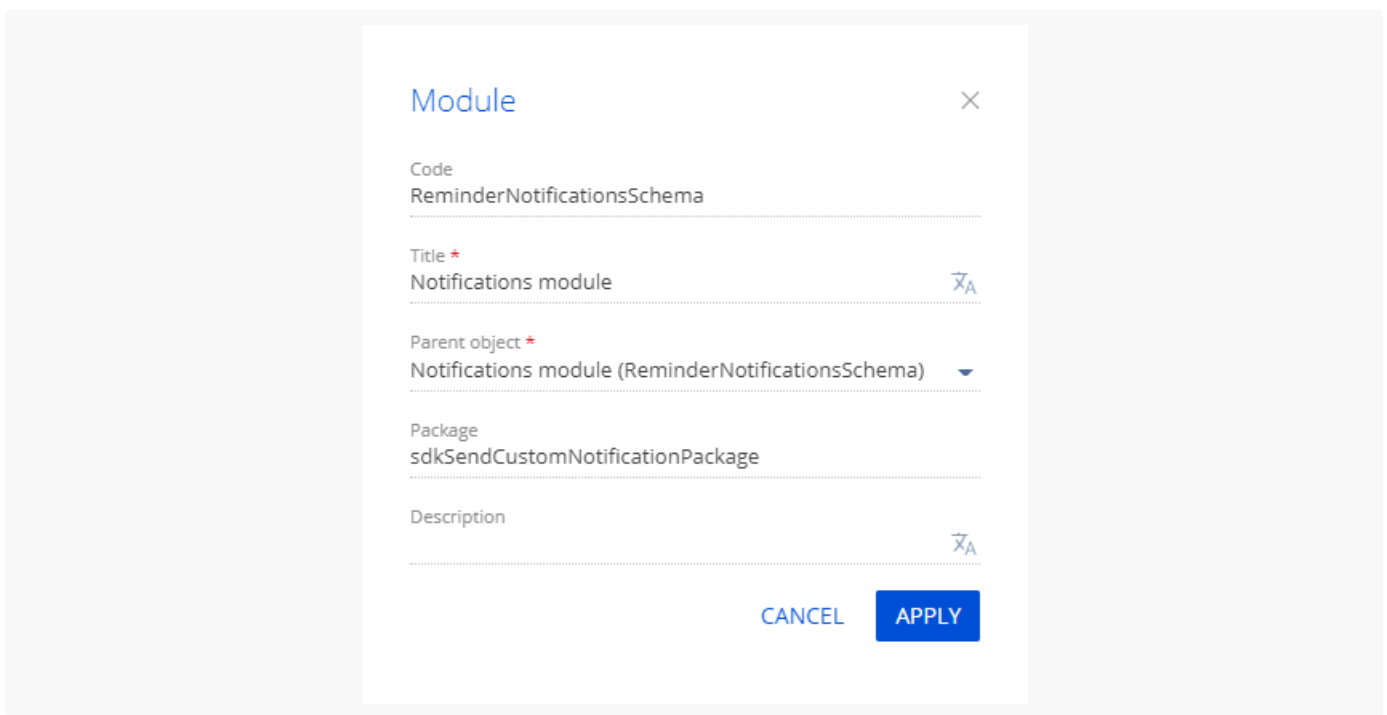 Module
Code
ReminderNotificationsSchema
Title *
Notifications module
Parent object *
Notifications module (ReminderNotificationsSchema)
Package
sdkSendCustomNotificationPackage
Description
CANCEL APPLY